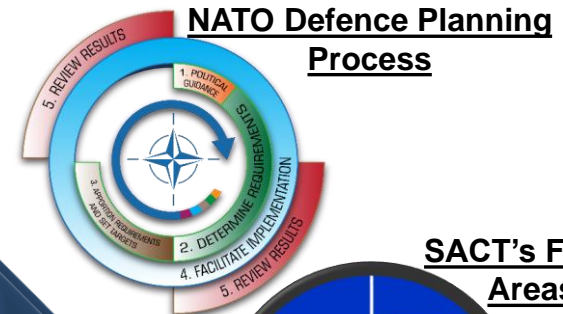 NATO Defence Planning
Process
5. REVIEW RESULTS
1. POLITICAL
GUIDANCE
2. DETERMINE REQUIREMENTS
3. APPORTION REQUIREMENTS
AND SET TARGETS
4. FACILITATE IMPLEMENTATION
5. REVIEW RESULTS
SACT's F
Areas